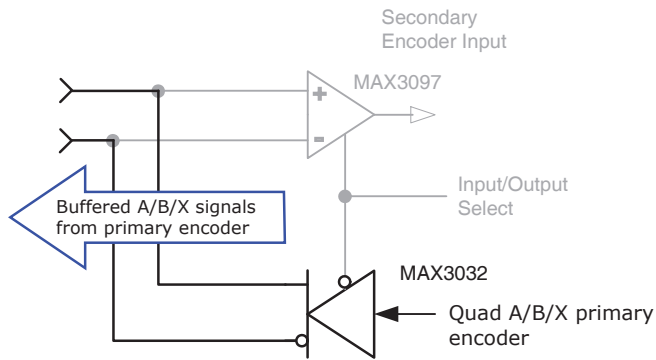 Secondary
Encoder Input
MAX3097
+
-
Input/Output
Select
Buffered A/B/X signals
from primary encoder
MAX3032
Quad A/B/X primary
encoder